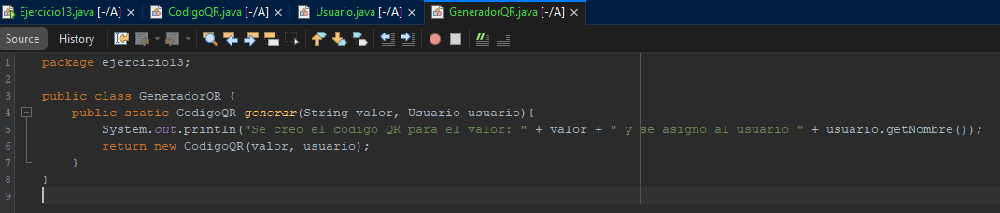 Ejercicio13.java [-/A] CodigoQR.java [-/A] Usuario.java [-/A] GeneradorQR.java [-/A]
Source History
1 package ejercicio13;
2
3 public class GeneradorQR {
4 public static CodigoQR generar(String valor, Usuario usuario){
5 System.out.println("Se creo el codigo QR para el valor: " + valor + " y se asigno al usuario " + usuario.getNombre());
6 return new CodigoQR(valor, usuario);
7 }
8 }
9